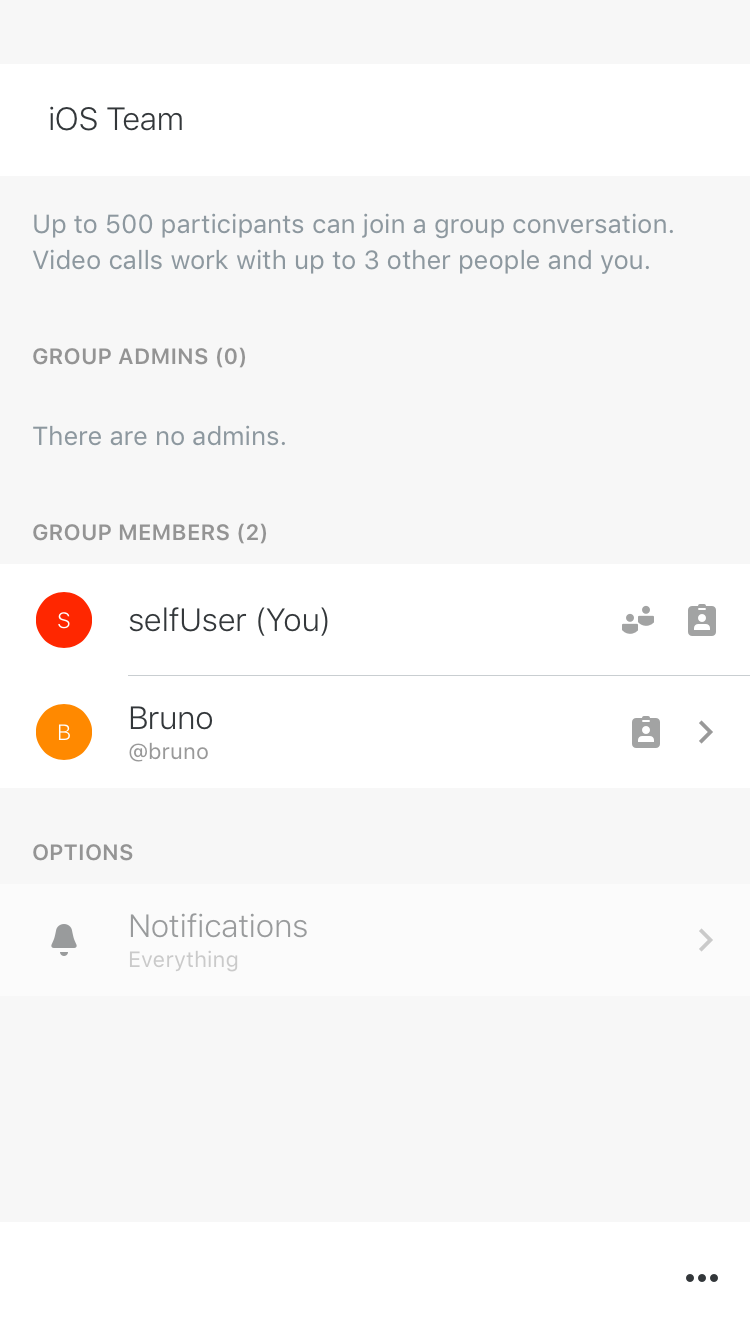 iOS Team
Up to 500 participants can join a group conversation.
Video calls work with up to 3 other people and you.
GROUP ADMINS (0)
There are no admins.
GROUP MEMBERS (2)
S
selfUser (You)
B
Bruno
@bruno
OPTIONS
Notifications
Everything